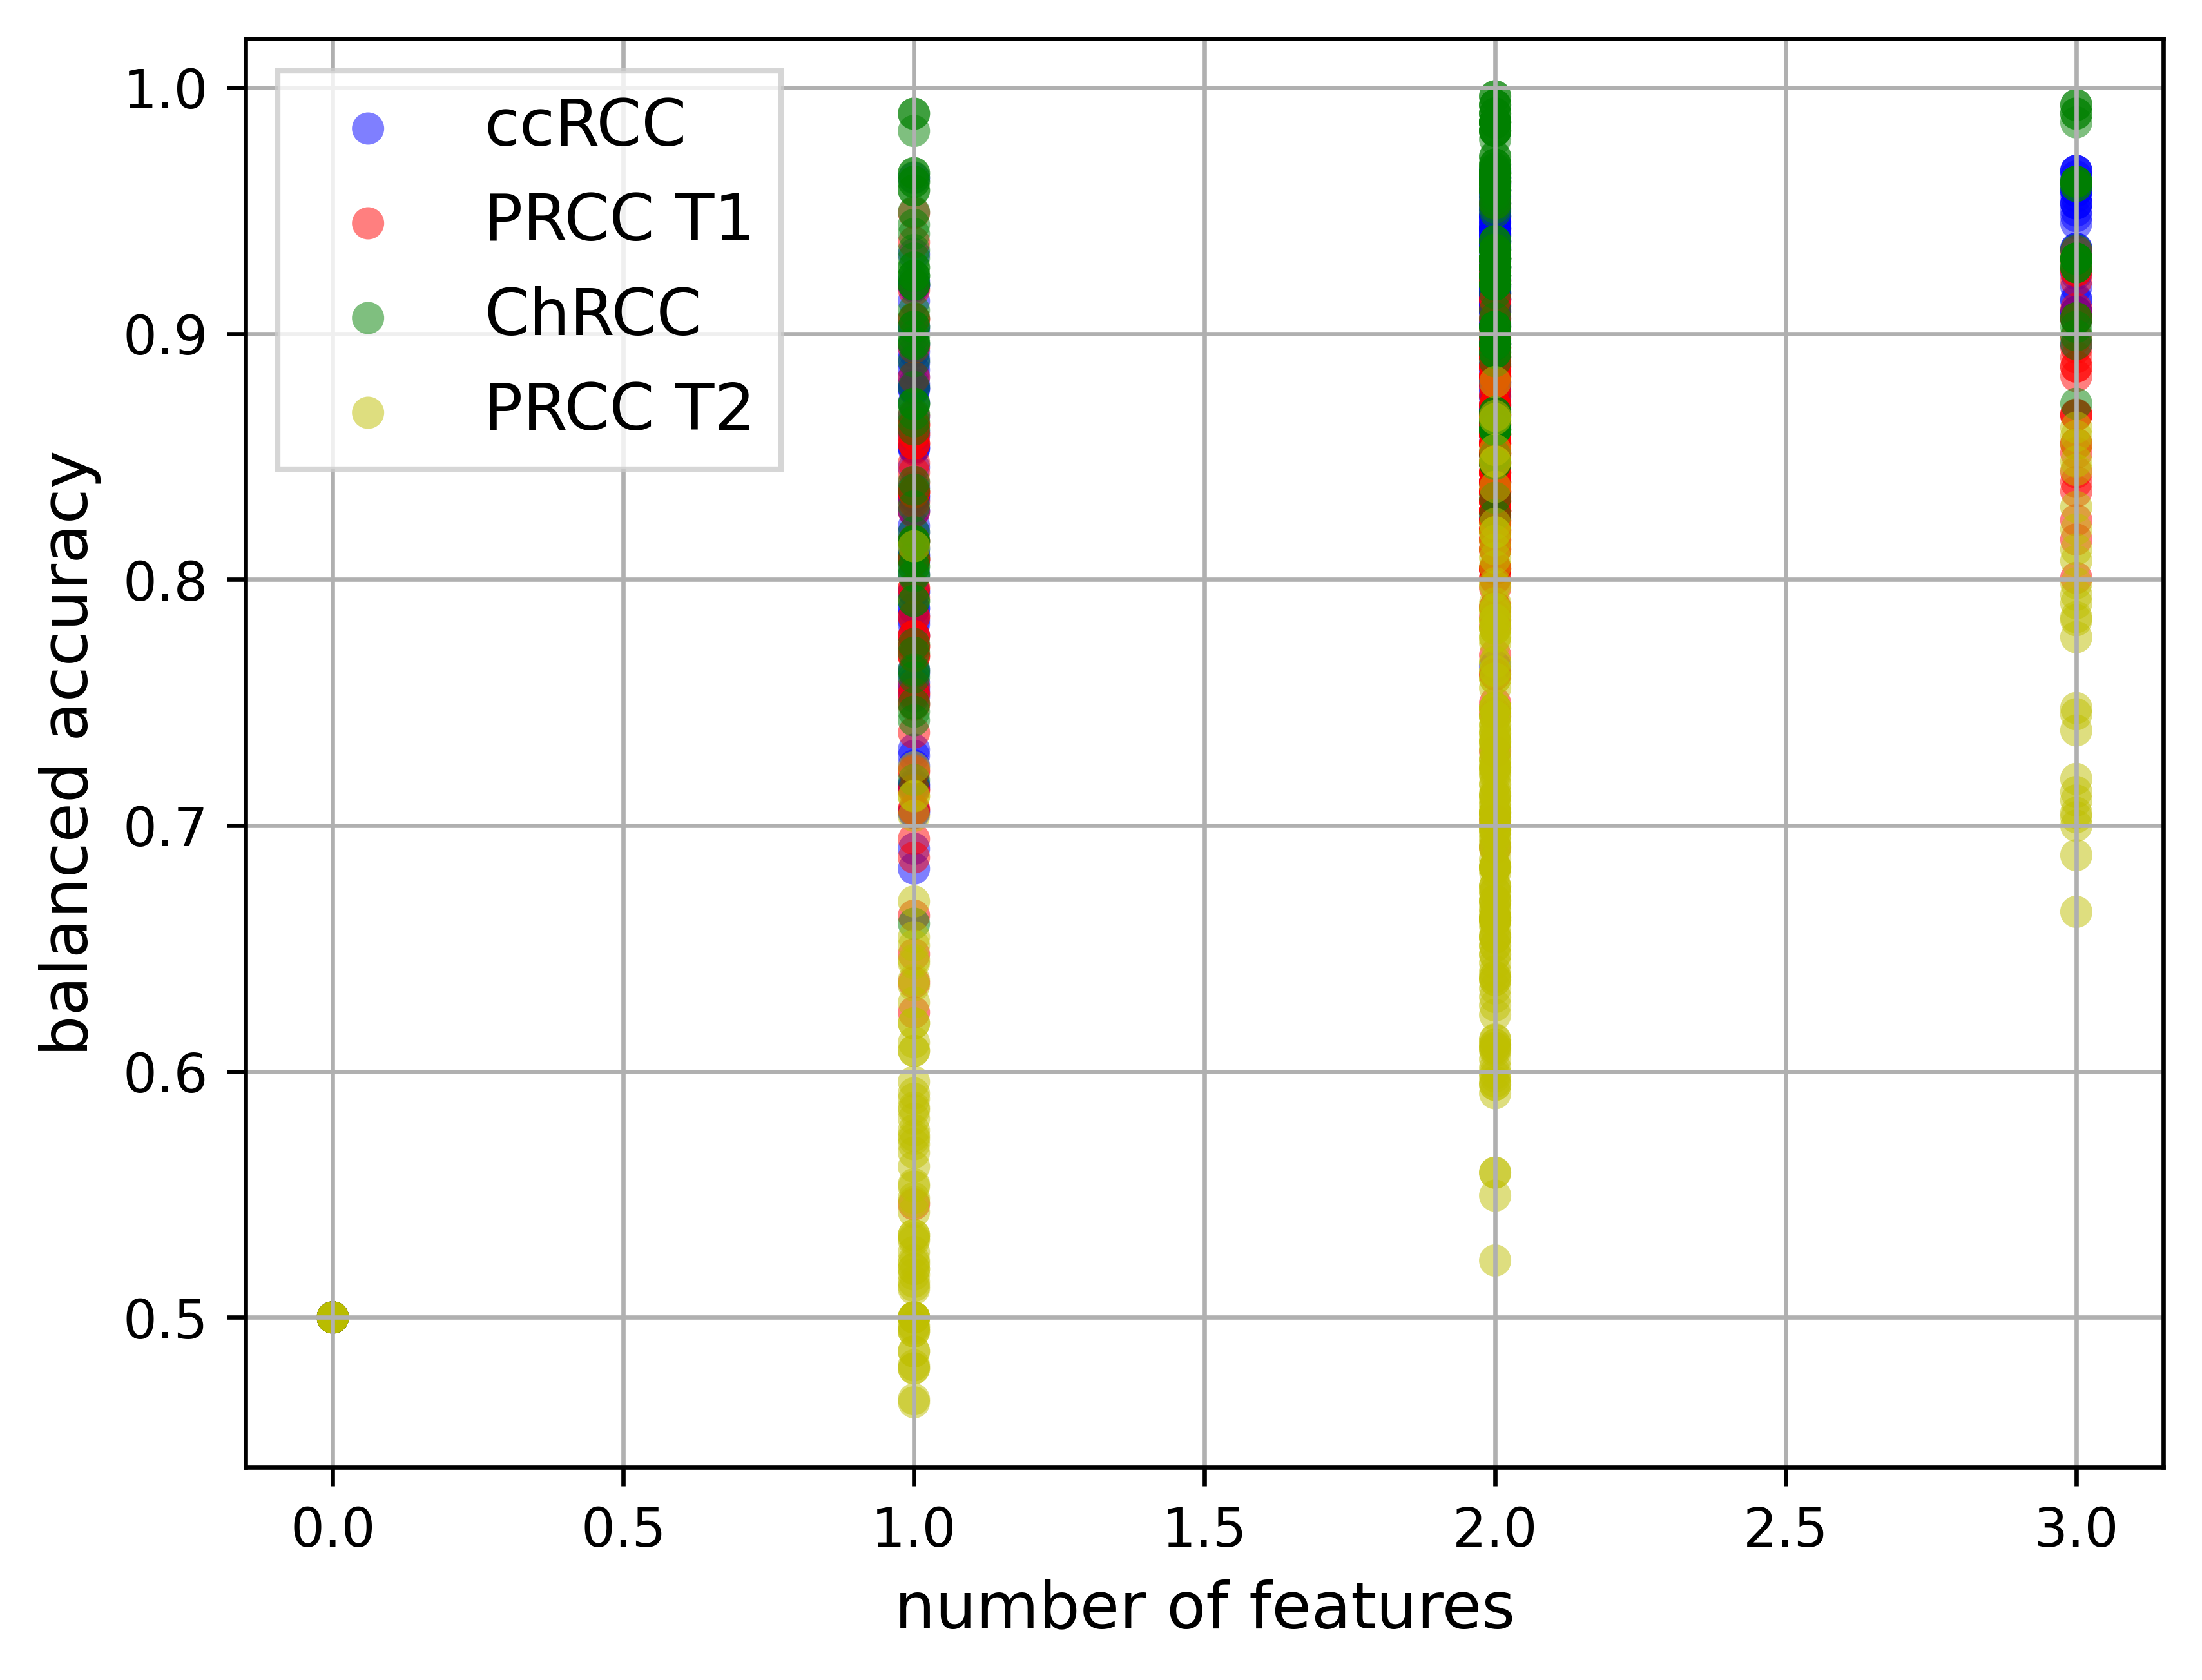 1.0
0.9
0.8
0.7
0.6
0.5
balanced accuracy
ccRCC
PRCC T1
ChRCC
PRCC T2
0.0 0.5 1.0 1.5 2.0 2.5 3.0
number of features